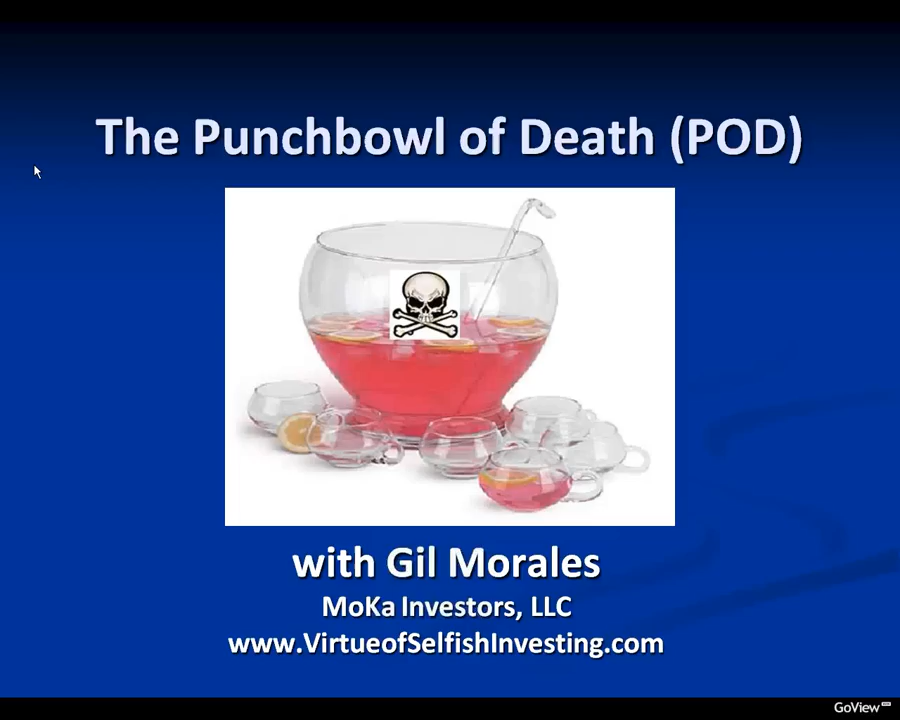 The Punchbowl of Death (POD)
with Gil Morales
MoKa Investors, LLC
www.VirtueofSelfishInvesting.com
GoView